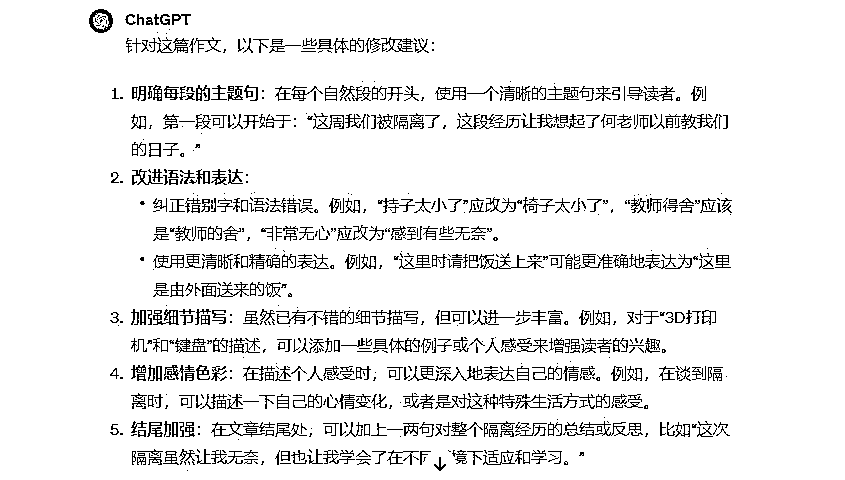 ChatGPT
针对这篇作文，以下是一些具体的修改建议：
1. 明确每段的主题句：在每个自然段的开头，使用一个清晰的主题句来引导读者。例
如，第一段可以开始于：“这周我们被隔离了，这段经历让我想起了何老师以前教我们
的日子。”
2. 改进语法和表达：
• 纠正错别字和语法错误。例如，“持子太小了”应改为“椅子太小了”，“教师得舍”应该
是“教师的舍”，“非常无心”应改为“感到有些无奈”。
• 使用更清晰和精确的表达。例如，“这里时请把饭送上来”可能更准确地表达为“这里
是由外面送来的饭”。
3. 加强细节描写：虽然已有不错的细节描写，但可以进一步丰富。例如，对于“3D打印
机”和“键盘”的描述，可以添加一些具体的例子或个人感受来增强读者的兴趣。
4. 增加感情色彩：在描述个人感受时，可以更深入地表达自己的情感。例如，在谈到隔
离时，可以描述一下自己的心情变化，或者是对这种特殊生活方式的感受。
5. 结尾加强：在文章结尾处，可以加上一两句对整个隔离经历的总结或反思，比如“这次
隔离虽然让我无奈，但也让我学会了在不 境下适应和学习。”